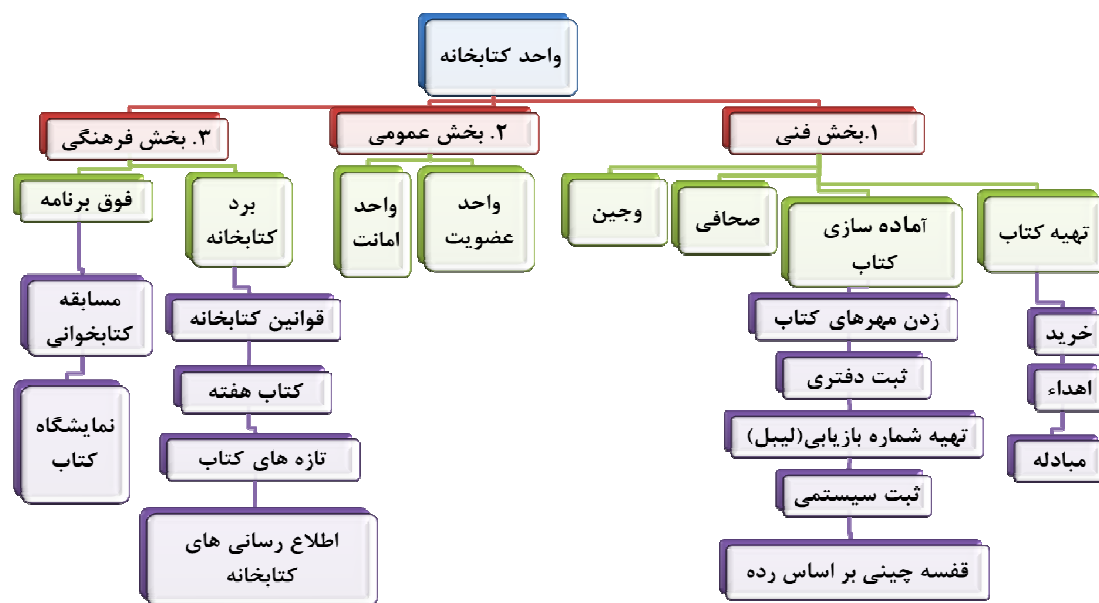 واحد کتابخانه
۱.بخش فنی
۲. بخش عمومی
۳. بخش فرهنگی
تهیه کتاب
آماده سازی
کتاب
صحافی
وجین
واحد
عضویت
واحد
امانت
برد
کتابخانه
فوق برنامه
خرید
اهداء
مبادله
زدن مهرهای کتاب
ثبت دفتری
تهیه شماره بازیابی(لیبل)
ثبت سیستمی
قفسه چینی بر اساس رده
قوانین کتابخانه
کتاب هفته
تازه های کتاب
اطلاع رسانی های
کتابخانه
مسابقه
کتابخوانی
نمایشگاه
کتاب